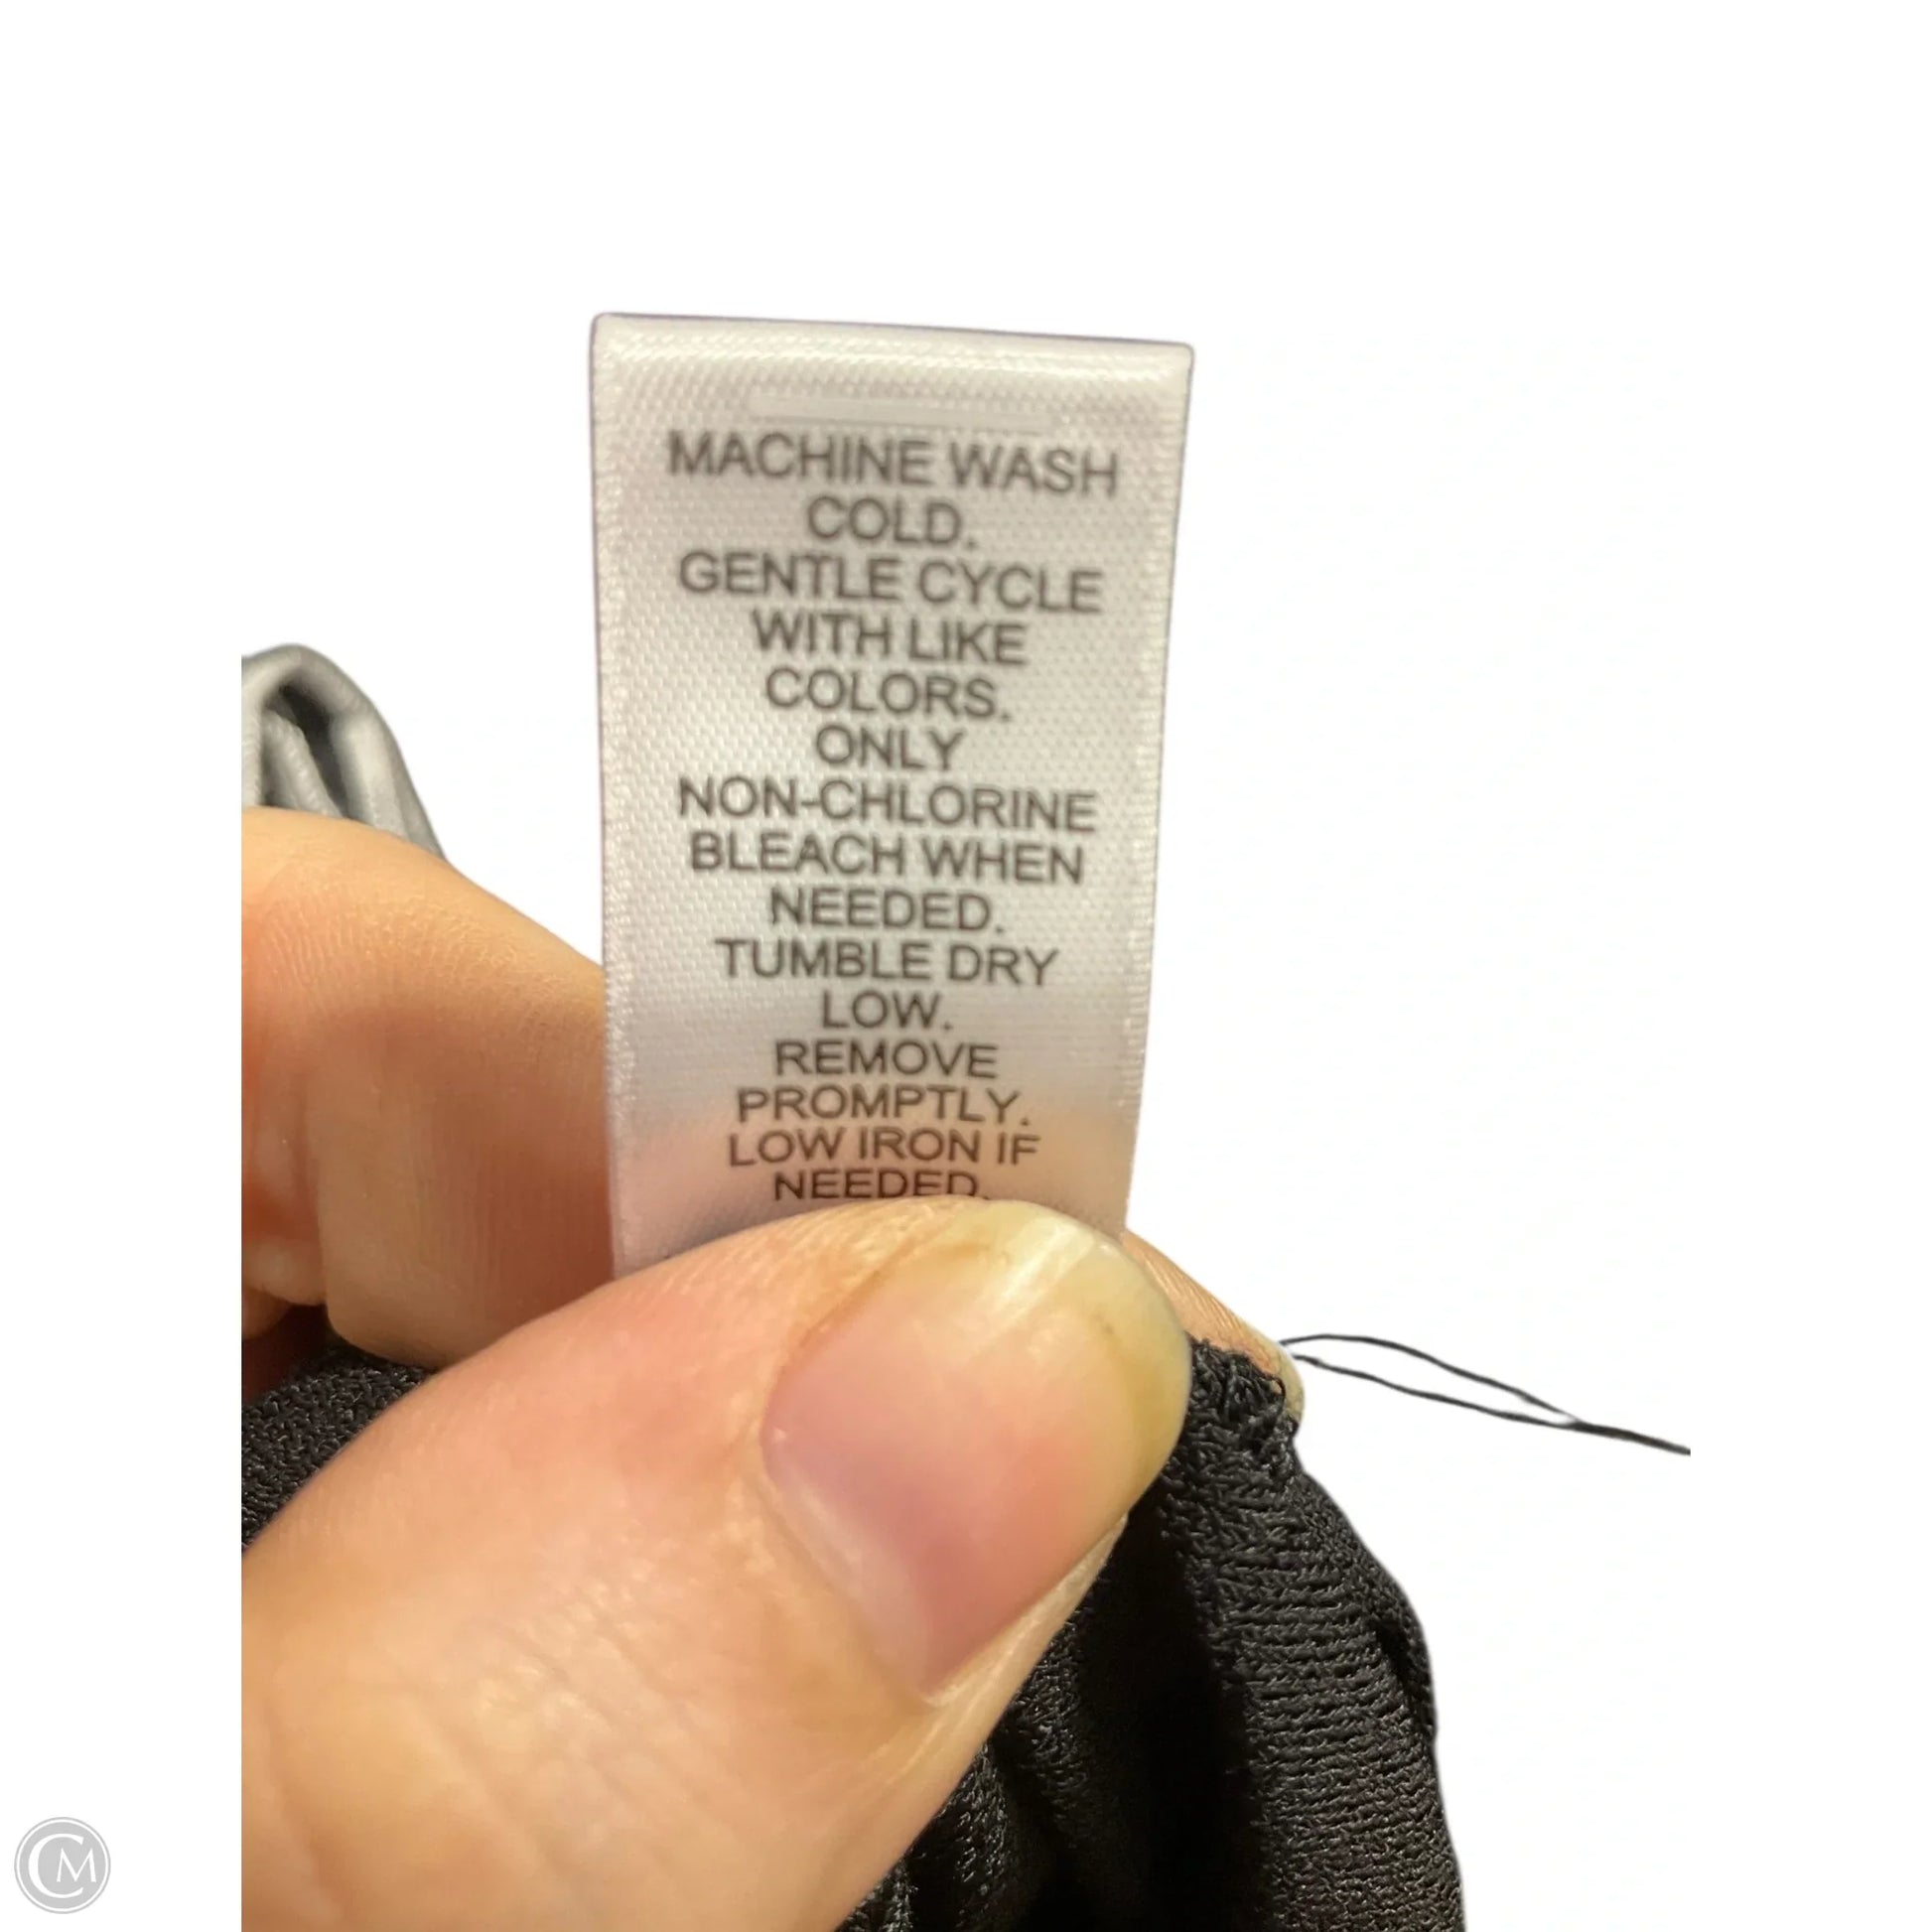 MACHINE WASH
COLD.
GENTLE CYCLE
WITH LIKE
COLORS.
ONLY
NON-CHLORINE
BLEACH WHEN
NEEDED.
TUMBLE DRY
LOW.
REMOVE
PROMPTLY.
LOW IRON IF
NEEDED.
CM